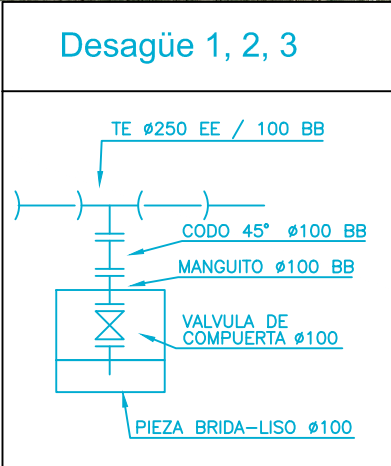 Desagüe 1, 2, 3
TE ø250 EE / 100 BB
CODO 45° ø100 BB
MANGUITO ø100 BB
VALVULA DE
COMPUERTA ø100
PIEZA BRIDA-LISO ø100